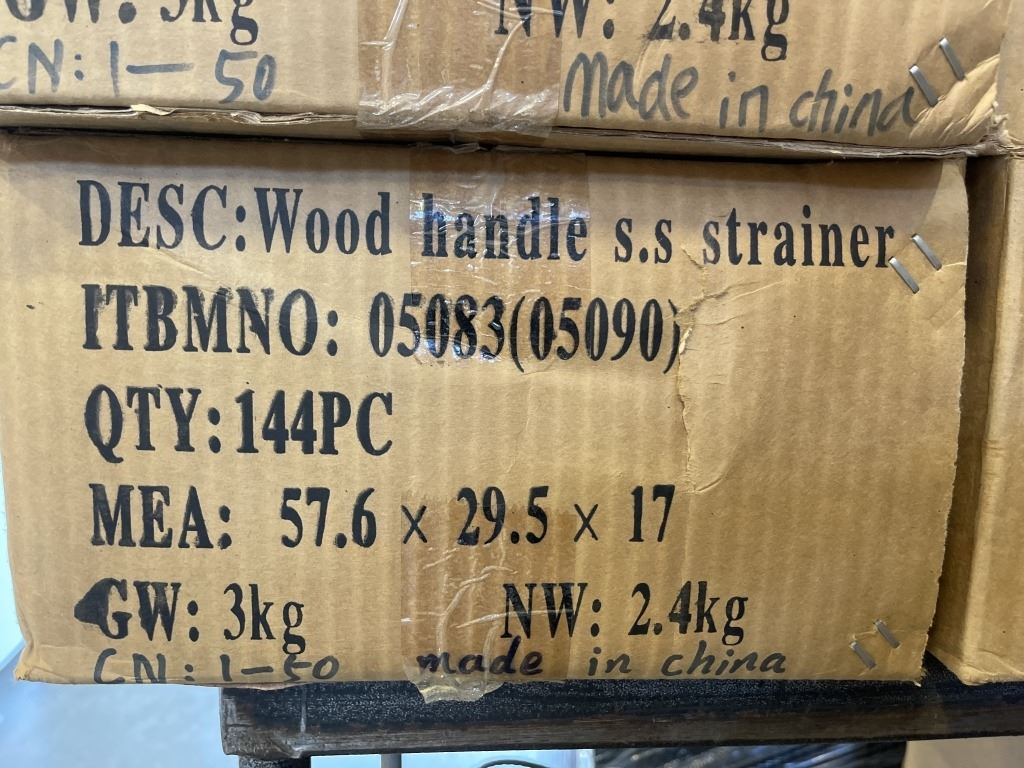 GW: 3kg NW: 2.4kg
CN: 1-50 Made in china
DESC:Wood handle s.s strainer
ITBMNO: 05083(05090)
QTY:144PC
MEA: 57.6 x 29.5 x 17
GW: 3kg NW: 2.4kg
CN: 1-50 made in china